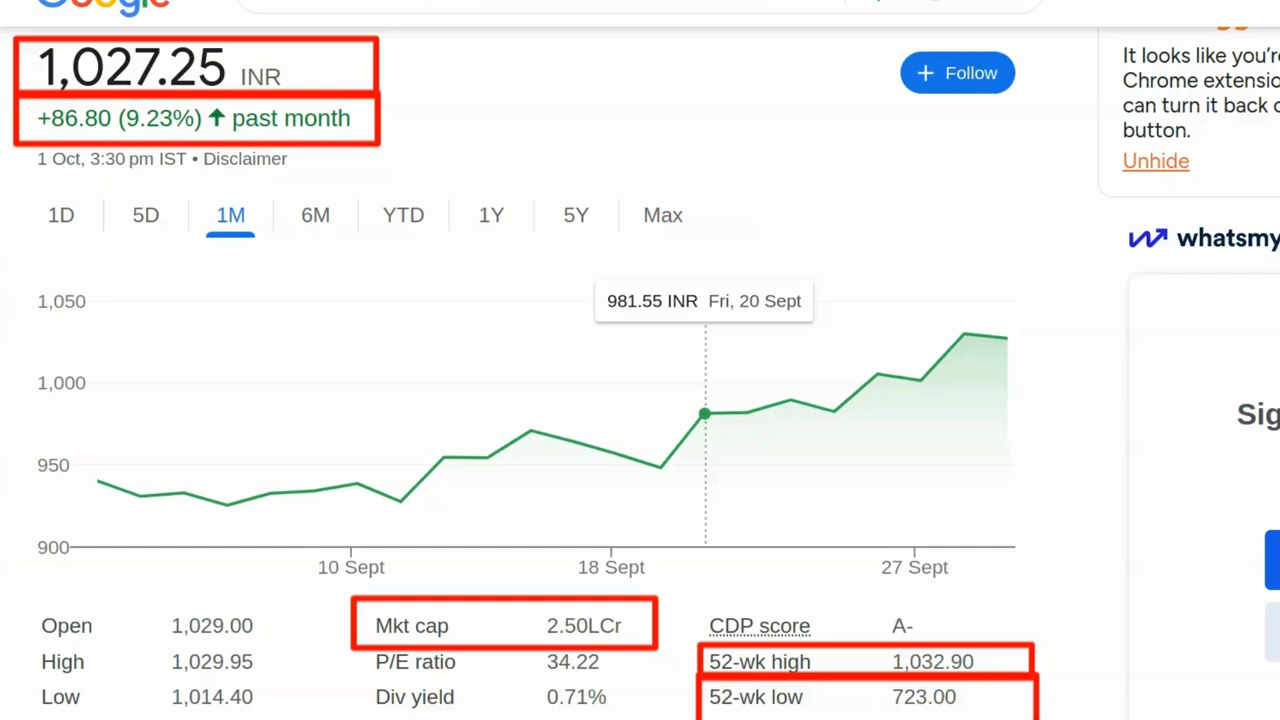 Google
1,027.25 INR
+86.80 (9.23%) ↑ past month
1 Oct, 3:30 pm IST • Disclaimer
+ Follow
1D 5D 1M 6M YTD 1Y 5Y Max
1,050
1,000
950
900
981.55 INR Fri, 20 Sept
10 Sept 18 Sept 27 Sept
Open 1,029.00 Mkt cap 2.50LCr CDP score A-
High 1,029.95 P/E ratio 34.22 52-wk high 1,032.90
Low 1,014.40 Div yield 0.71% 52-wk low 723.00
It looks like you're
Chrome extensio
can turn it back o
button.
Unhide
whatsmy
Sig